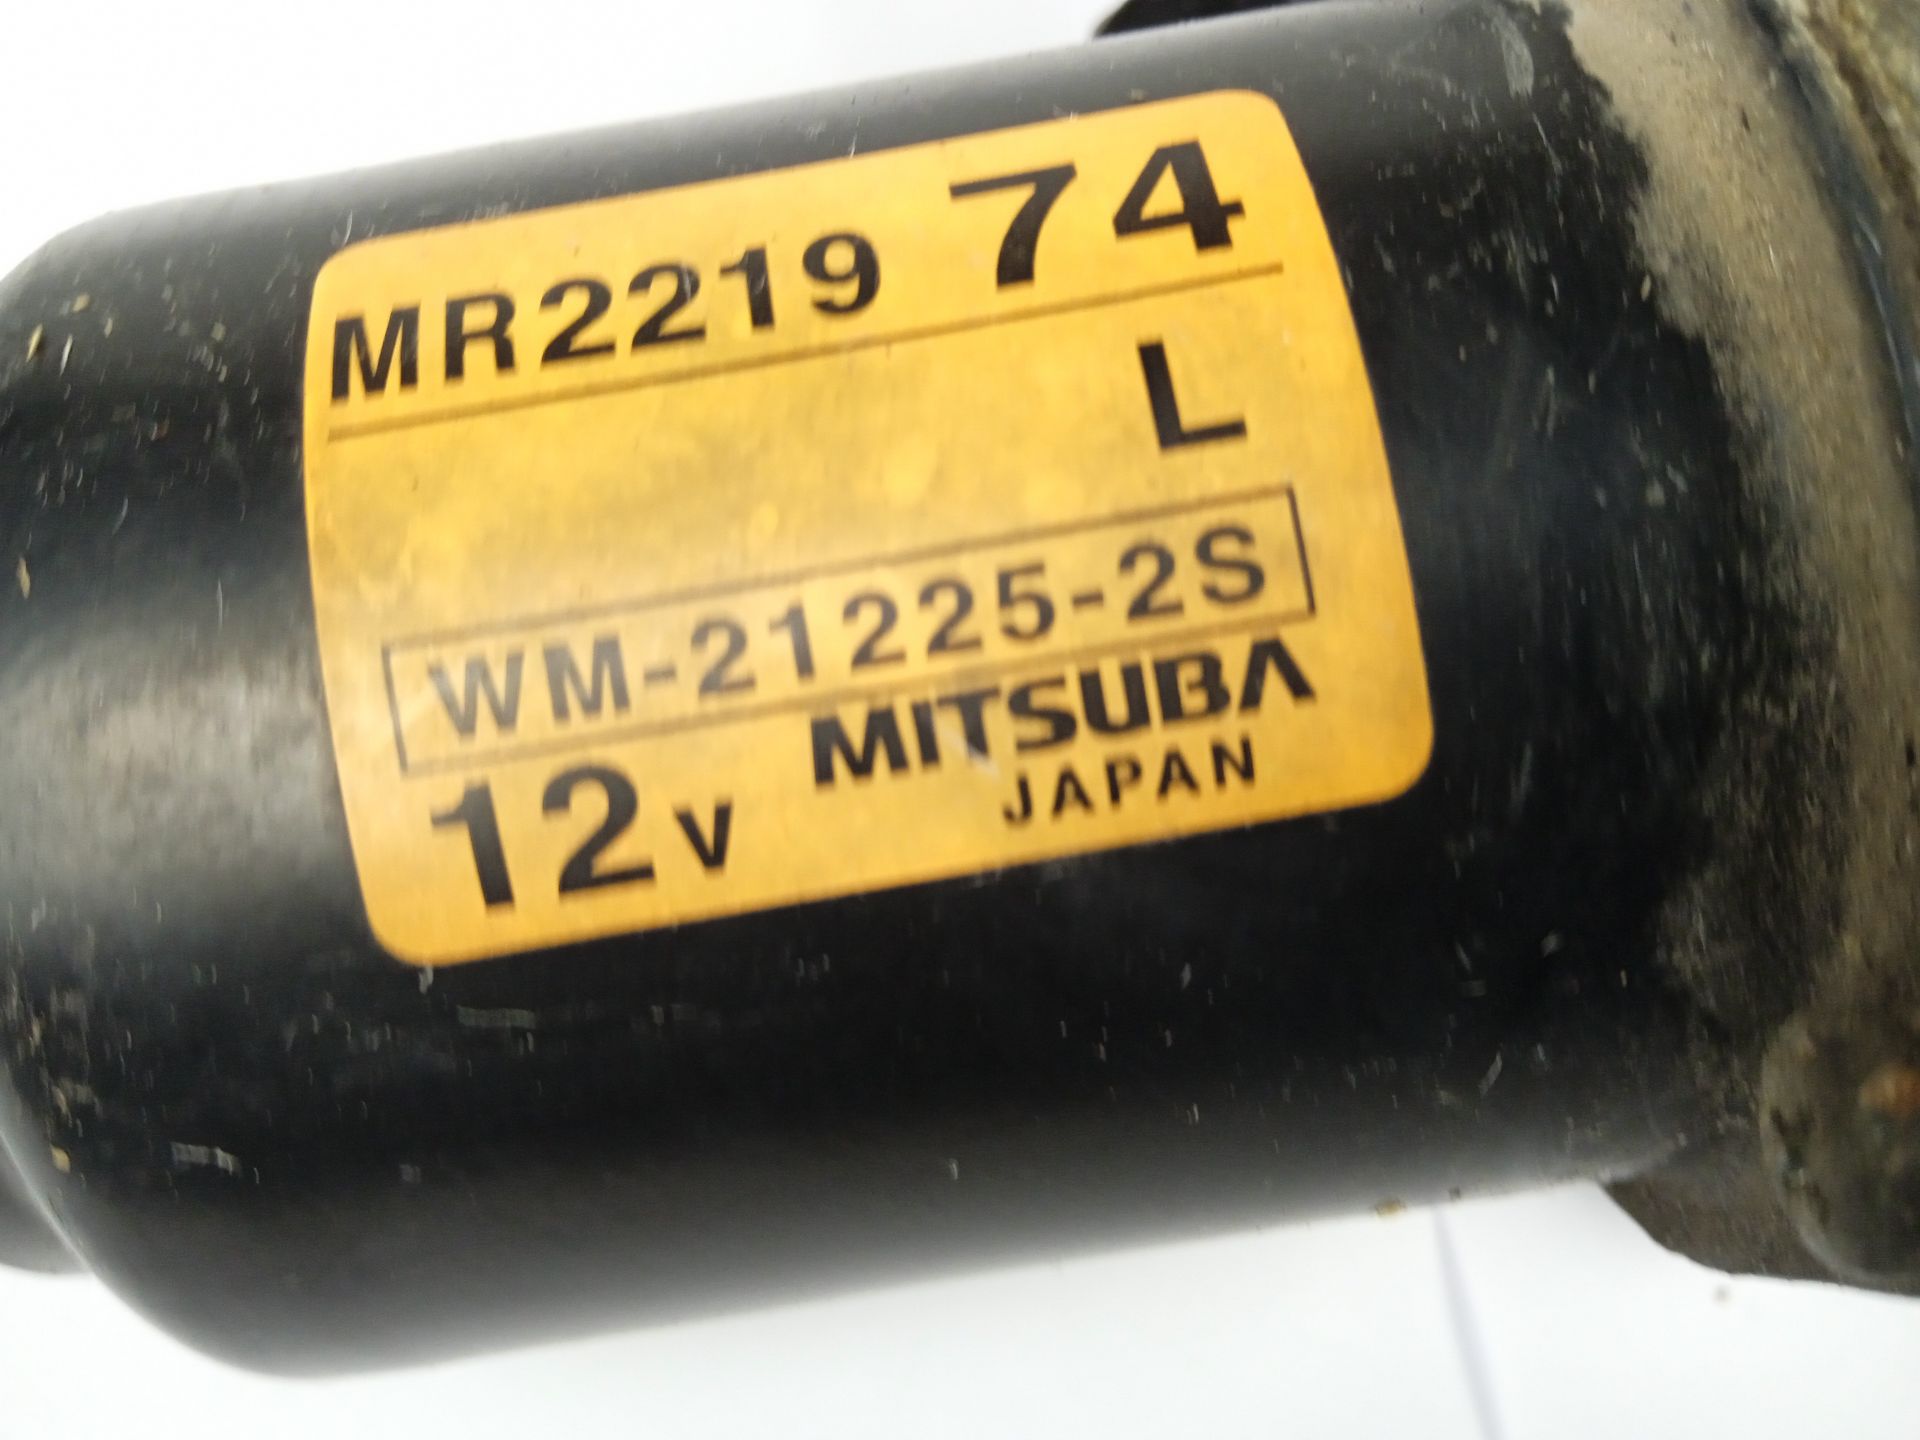 MR2219 74
L
WM-21225-2S
12V MITSUBA
JAPAN